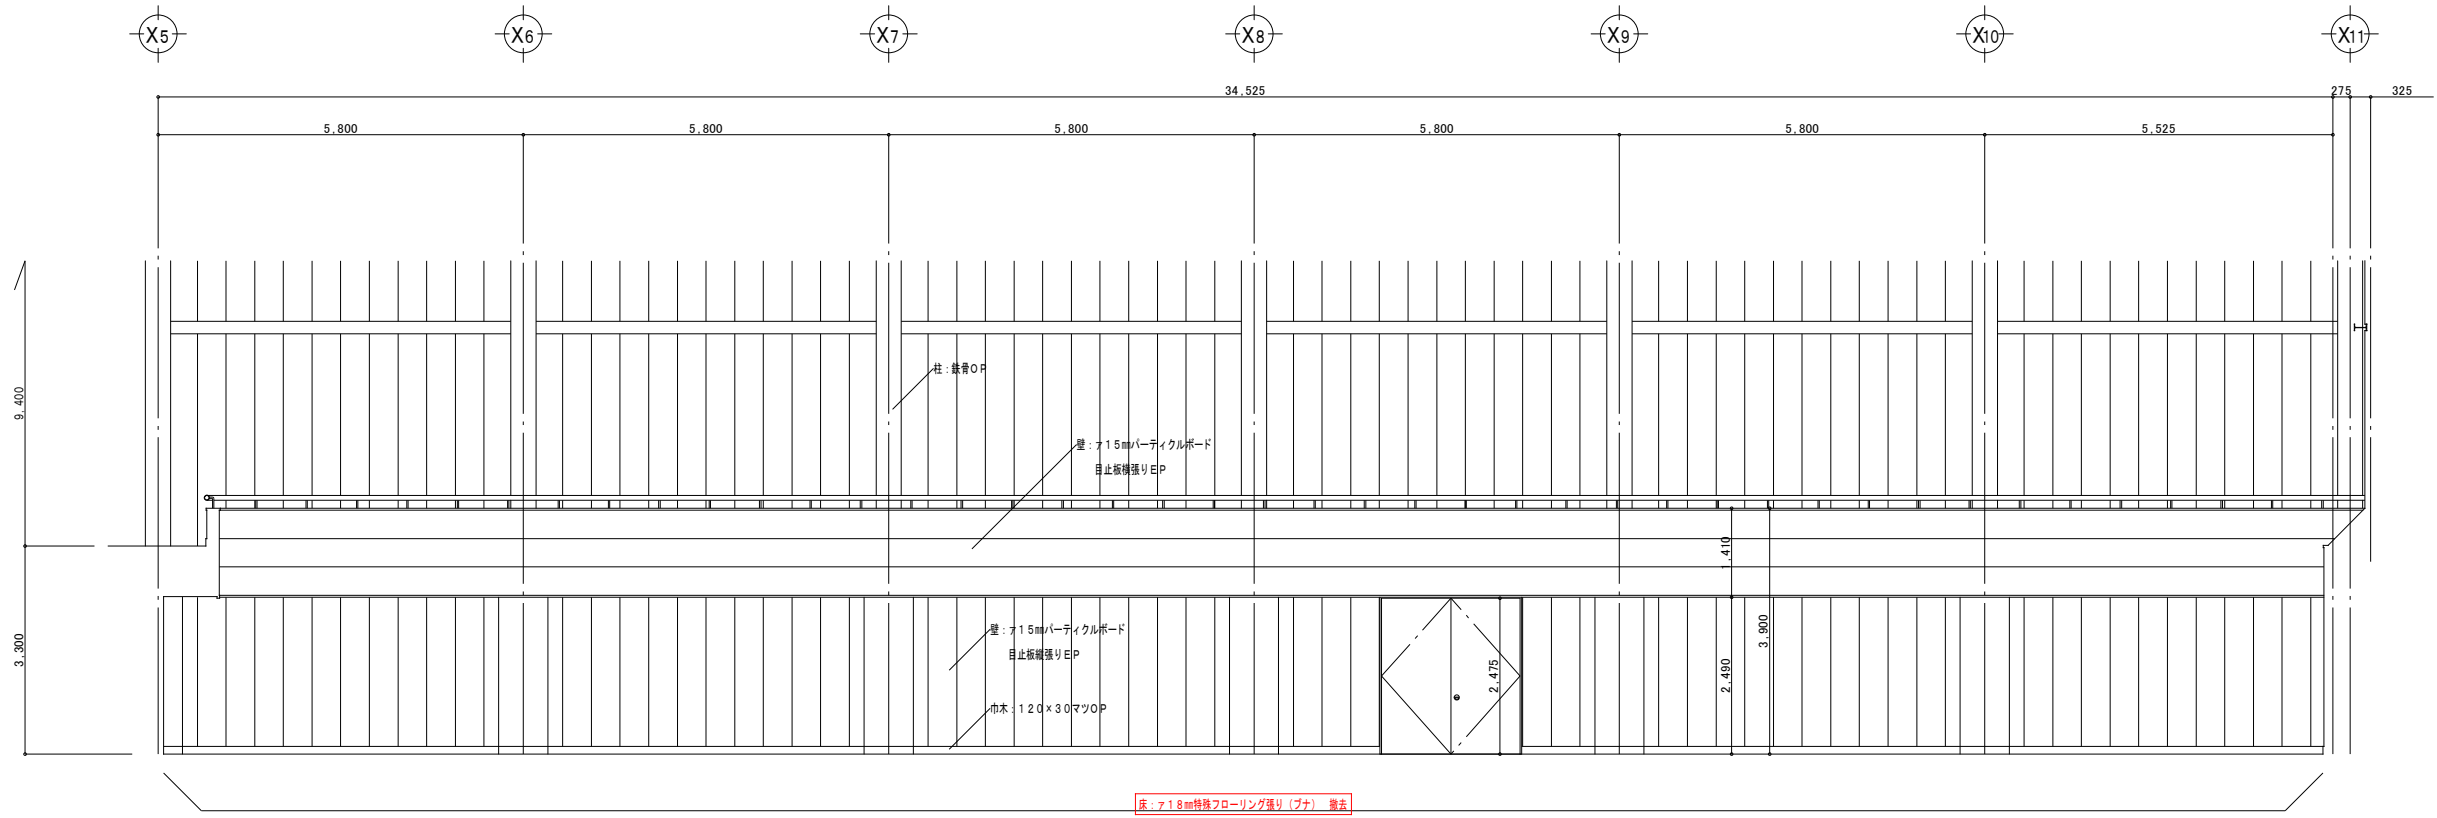 X5 X6 X7 X8 X9 X10 X11
34,525 275 325
5,800 5,800 5,800 5,800 5,800 5,525
柱：鉄骨OP
9,400
壁：ァ15㎜パーティクルボード
目止板横張りEP
1,410
壁：ァ15㎜パーティクルボード
目止板縦張りEP
3,300
3,900
2,475
2,490
巾木：120×30マツOP
床：ァ18㎜特殊フローリング張り（ブナ） 撤去